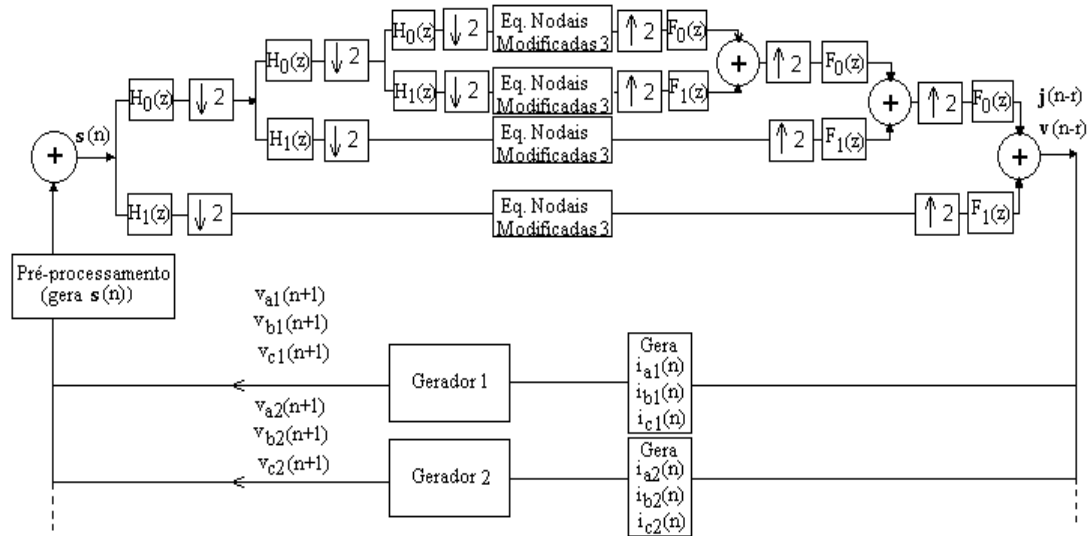 H0(z) ↓2 Eq. Nodais Modificadas 3 ↑2 F0(z)
H0(z) ↓2 H1(z) ↓2 Eq. Nodais Modificadas 3 ↑2 F1(z) + ↑2 F0(z)
H0(z) ↓2 + ↑2 F0(z) j(n-r)
s(n) H1(z) ↓2 Eq. Nodais Modificadas 3 ↑2 F1(z) v(n-r)
+ +
H1(z) ↓2 Eq. Nodais Modificadas 3 ↑2 F1(z)
Pré-processamento
(gera s(n))
va1(n+1)
vb1(n+1)
vc1(n+1)
Gerador 1
Gera
ia1(n)
ib1(n)
ic1(n)
va2(n+1)
vb2(n+1)
vc2(n+1)
Gerador 2
Gera
ia2(n)
ib2(n)
ic2(n)